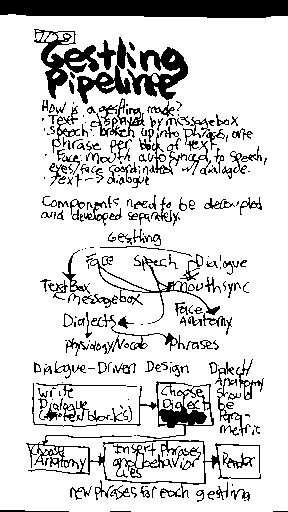 7/29
Gestling
Pipeline
How is a gestling made?
• Text: displayed by messagebox
• Speech: broken up into phrases, one
phrase per block of text.
• Face: mouth auto synced to speech,
eyes/face coordinated w/ dialogue.
• Text --> dialogue
Components need to be decoupled
and developed separately.
Gestling
Face Speech Dialogue
TextBox mouthsync
messagebox
Face
Anatomy
Dialects
physiology/Vocab Phrases
Dialogue-Driven Design
Dialect/
Anatomy
should
be
para-
metric
Write
Dialogue
(content blocks)
Choose
Dialect
Choose
Anatomy
Insert Phrases
and behavior
cues
Render
new phrases for each gestling